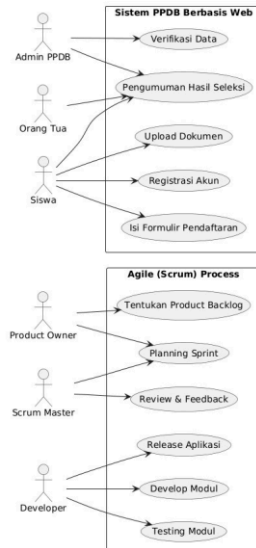 Sistem PPDB Berbasis Web
Verifikasi Data
Admin PPDB
Pengumuman Hasil Seleksi
Orang Tua
Upload Dokumen
Siswa
Registrasi Akun
Isi Formulir Pendaftaran
Agile (Scrum) Process
Tentukan Product Backlog
Product Owner
Planning Sprint
Scrum Master
Review & Feedback
Release Aplikasi
Developer
Develop Modul
Testing Modul